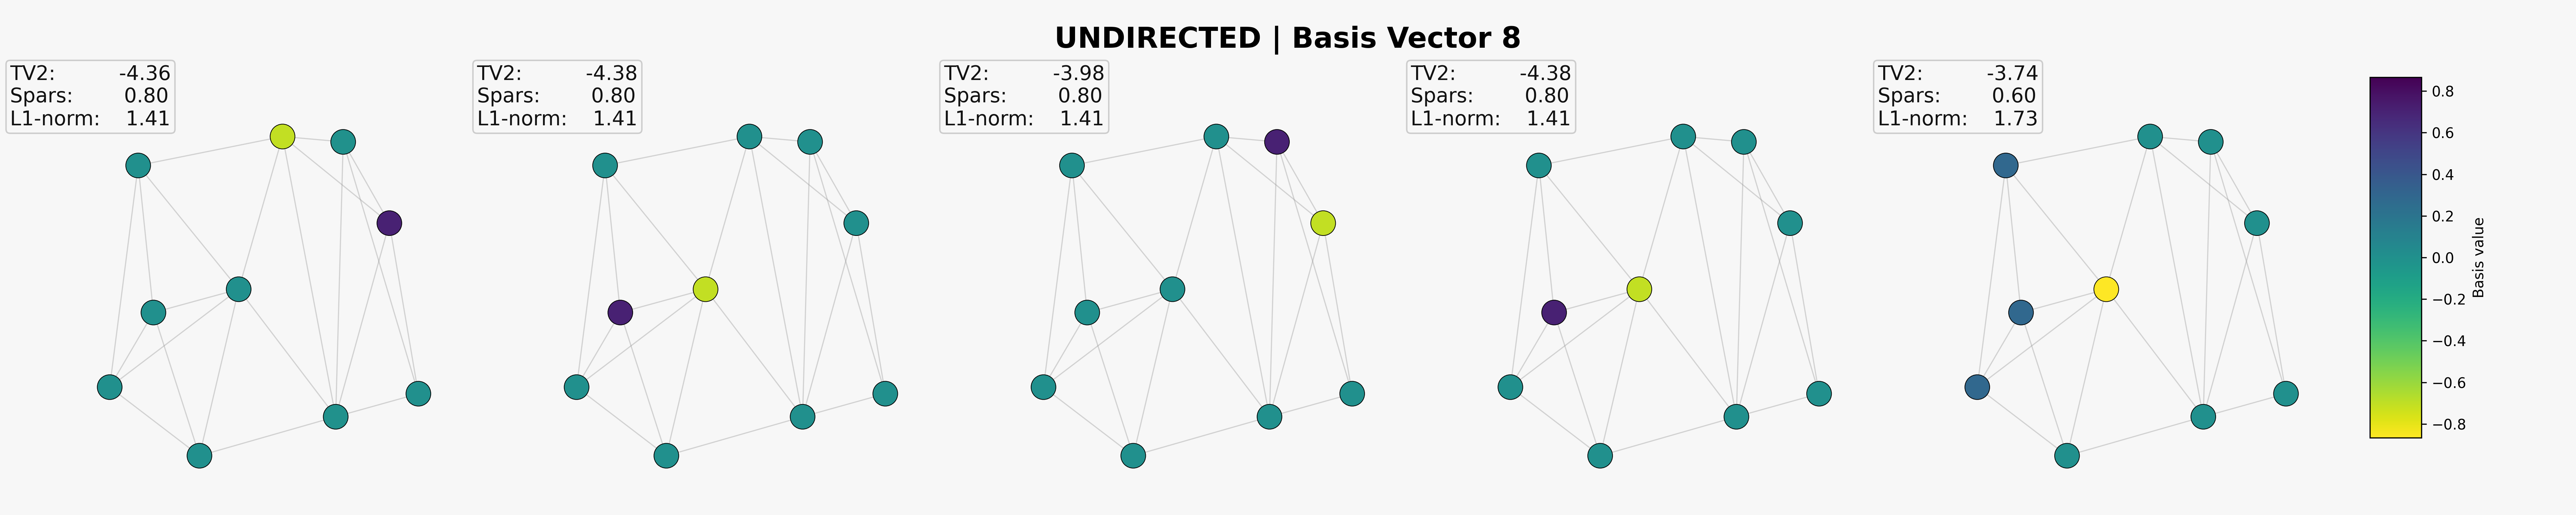 UNDIRECTED | Basis Vector 8
TV2: -4.36
Spars: 0.80
L1-norm: 1.41
TV2: -4.38
Spars: 0.80
L1-norm: 1.41
TV2: -3.98
Spars: 0.80
L1-norm: 1.41
TV2: -4.38
Spars: 0.80
L1-norm: 1.41
TV2: -3.74
Spars: 0.60
L1-norm: 1.73
0.8
0.6
0.4
0.2
0.0
−0.2
−0.4
−0.6
−0.8
Basis value